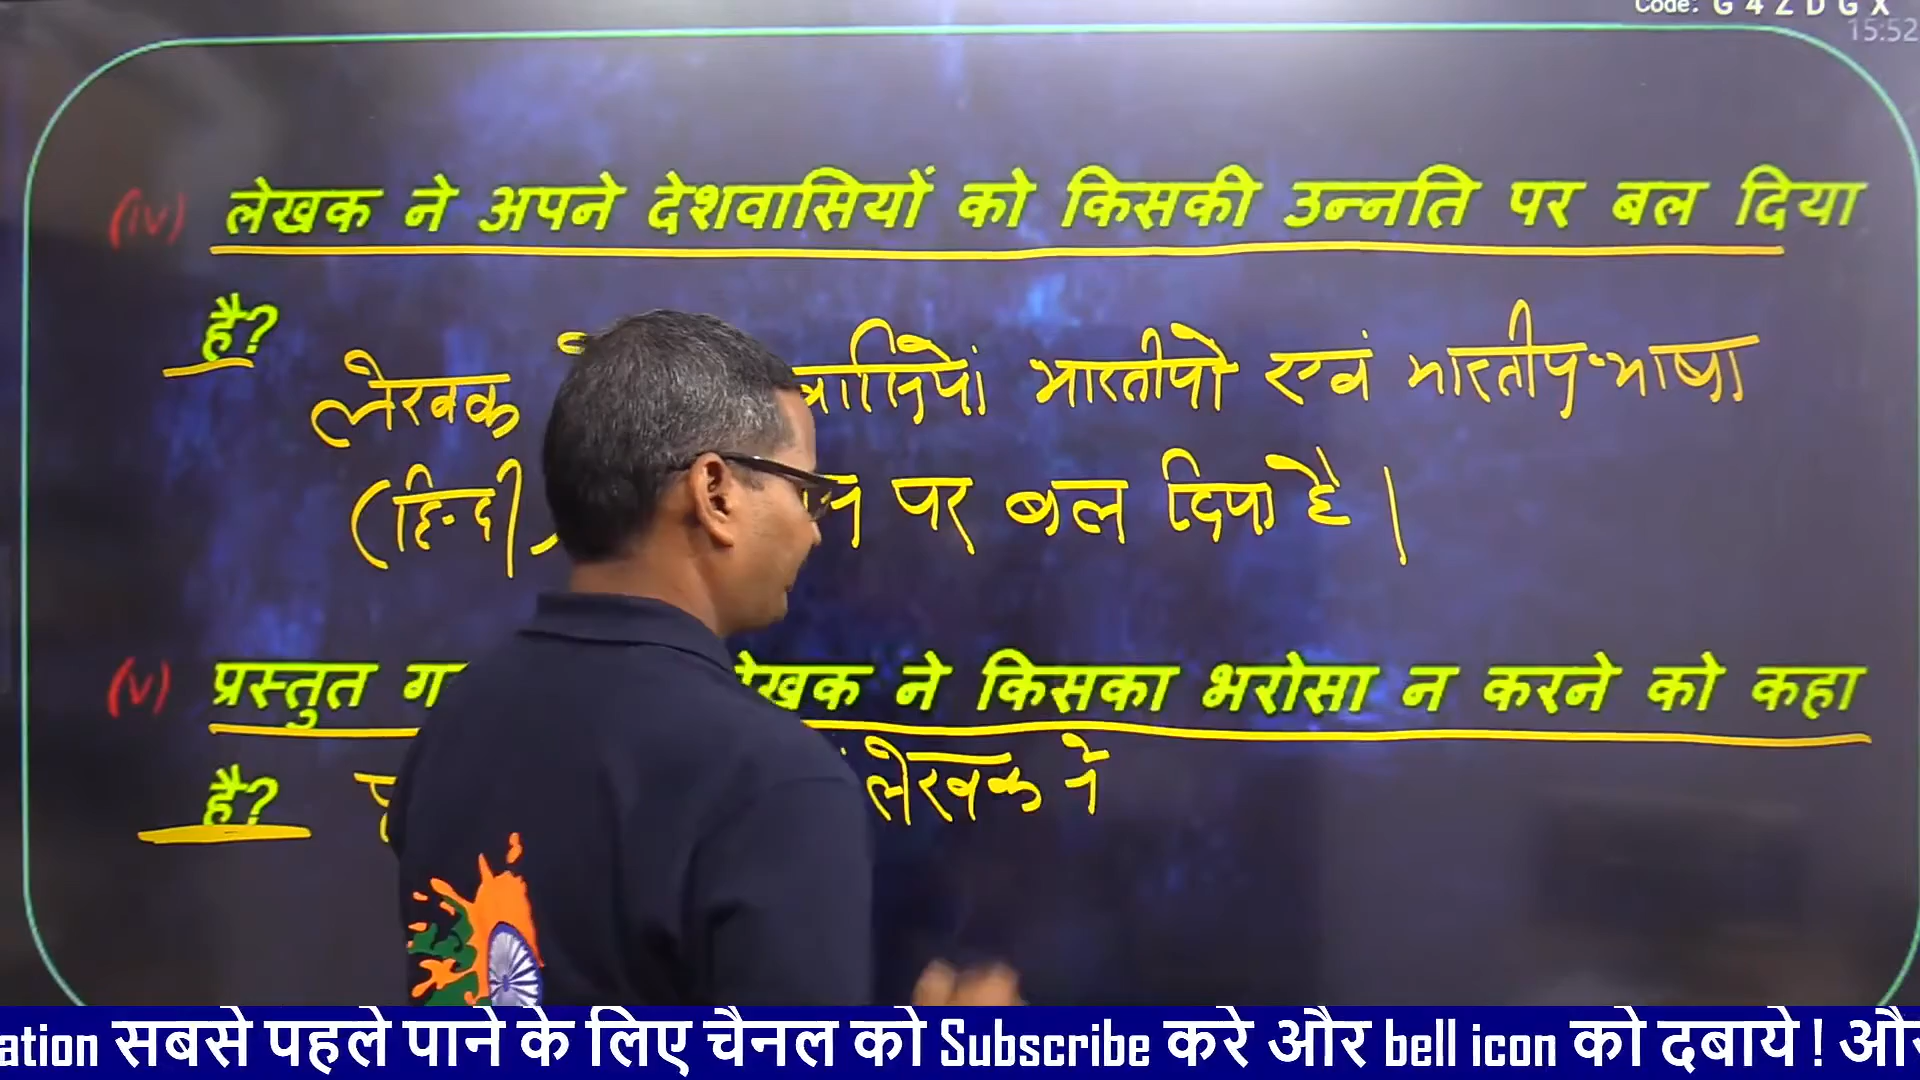 Code: G 4 Z D G X
15:52
(iv) लेखक ने अपने देशवासियों को किसकी उन्नति पर बल दिया
है?
लेखक भारतीयो एवं भारतीय-भाषा
(हिन्दी) पर बल दिया है।
(v) प्रस्तुत ने किसका भरोसा न करने को कहा
है?
लेखक ने
ation सबसे पहले पाने के लिए चैनल को Subscribe करे और bell icon को दबाये ! और